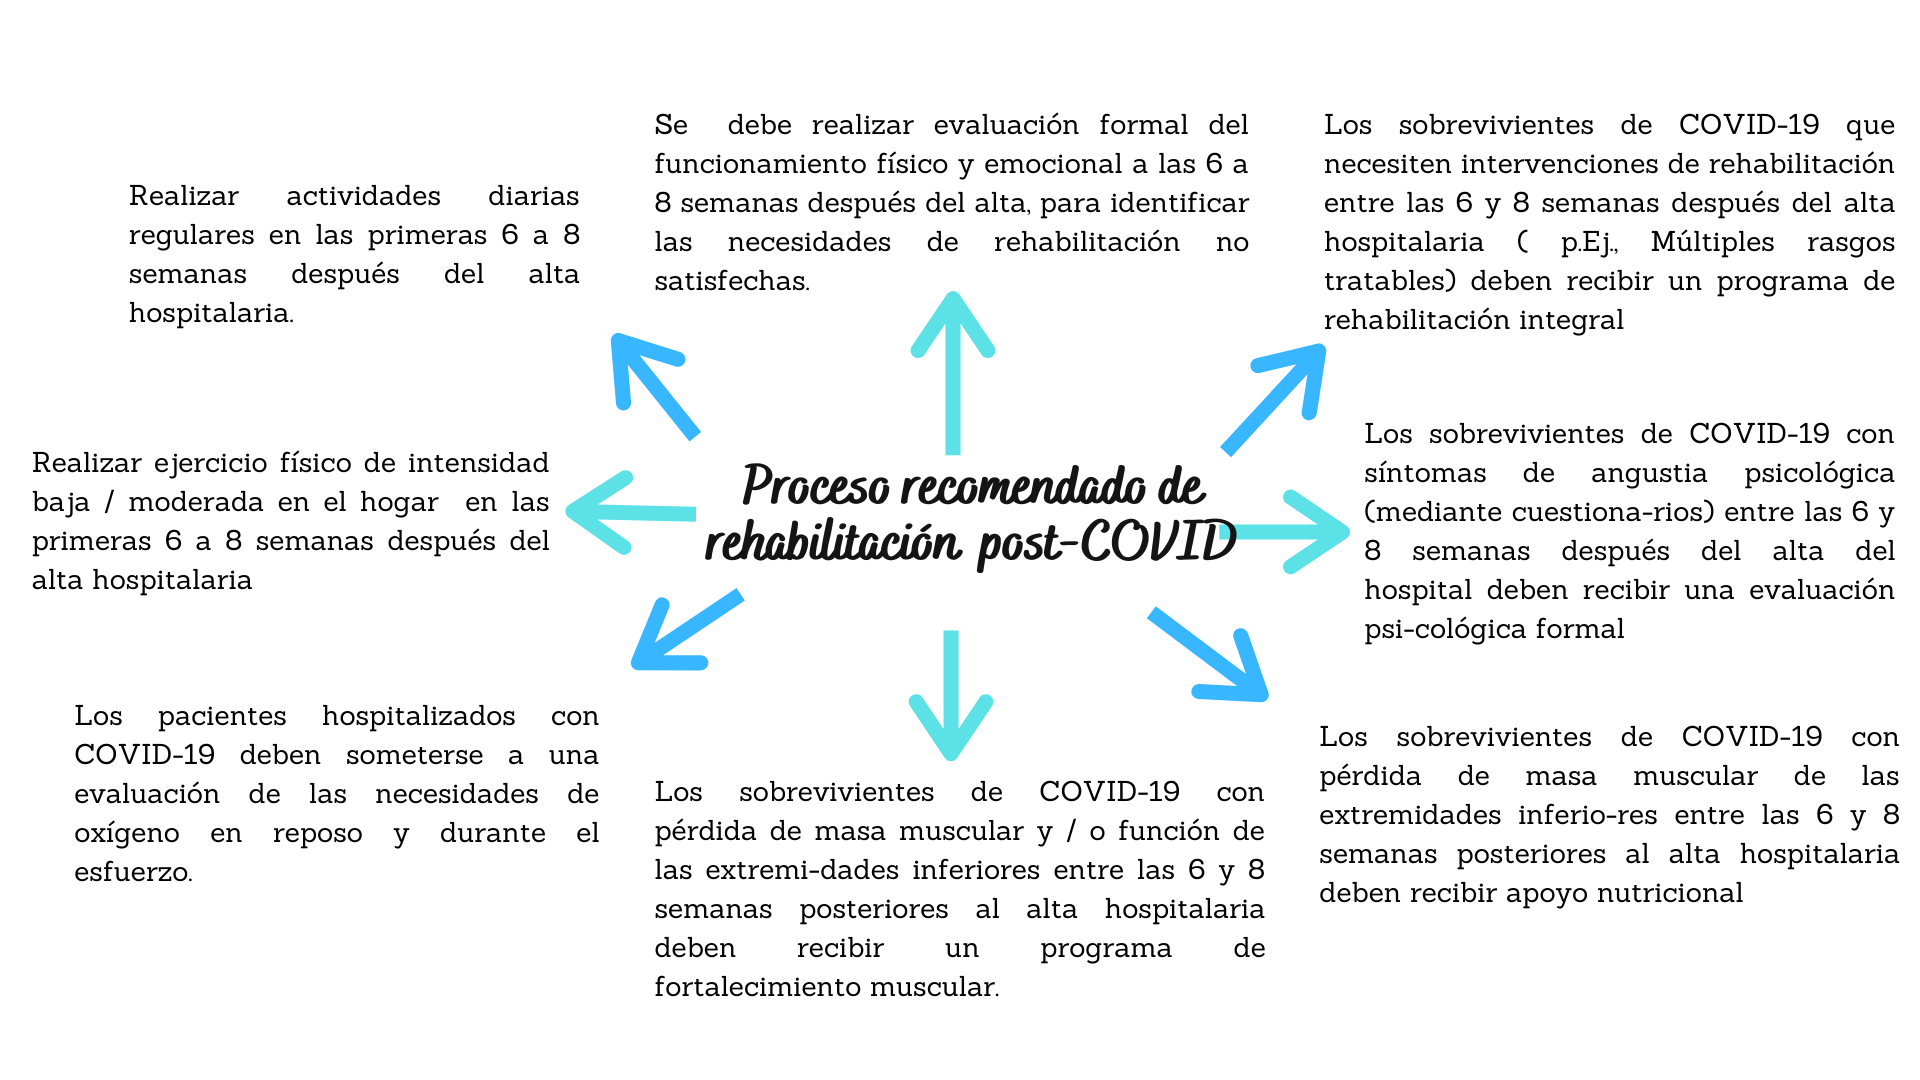 Se debe realizar evaluación formal del
funcionamiento físico y emocional a las 6 a
8 semanas después del alta, para identificar
las necesidades de rehabilitación no
satisfechas.
Los sobrevivientes de COVID-19 que
necesiten intervenciones de rehabilitación
entre las 6 y 8 semanas después del alta
hospitalaria ( p.Ej., Múltiples rasgos
tratables) deben recibir un programa de
rehabilitación integral
Realizar actividades diarias
regulares en las primeras 6 a 8
semanas después del alta
hospitalaria.
Realizar ejercicio físico de intensidad
baja / moderada en el hogar en las
primeras 6 a 8 semanas después del
alta hospitalaria
Proceso recomendado de
rehabilitación post-COVID
Los sobrevivientes de COVID-19 con
síntomas de angustia psicológica
(mediante cuestiona-rios) entre las 6 y
8 semanas después del alta del
hospital deben recibir una evaluación
psi-cológica formal
Los pacientes hospitalizados con
COVID-19 deben someterse a una
evaluación de las necesidades de
oxígeno en reposo y durante el
esfuerzo.
Los sobrevivientes de COVID-19 con
pérdida de masa muscular y / o función de
las extremi-dades inferiores entre las 6 y 8
semanas posteriores al alta hospitalaria
deben recibir un programa de
fortalecimiento muscular.
Los sobrevivientes de COVID-19 con
pérdida de masa muscular de las
extremidades inferio-res entre las 6 y 8
semanas posteriores al alta hospitalaria
deben recibir apoyo nutricional